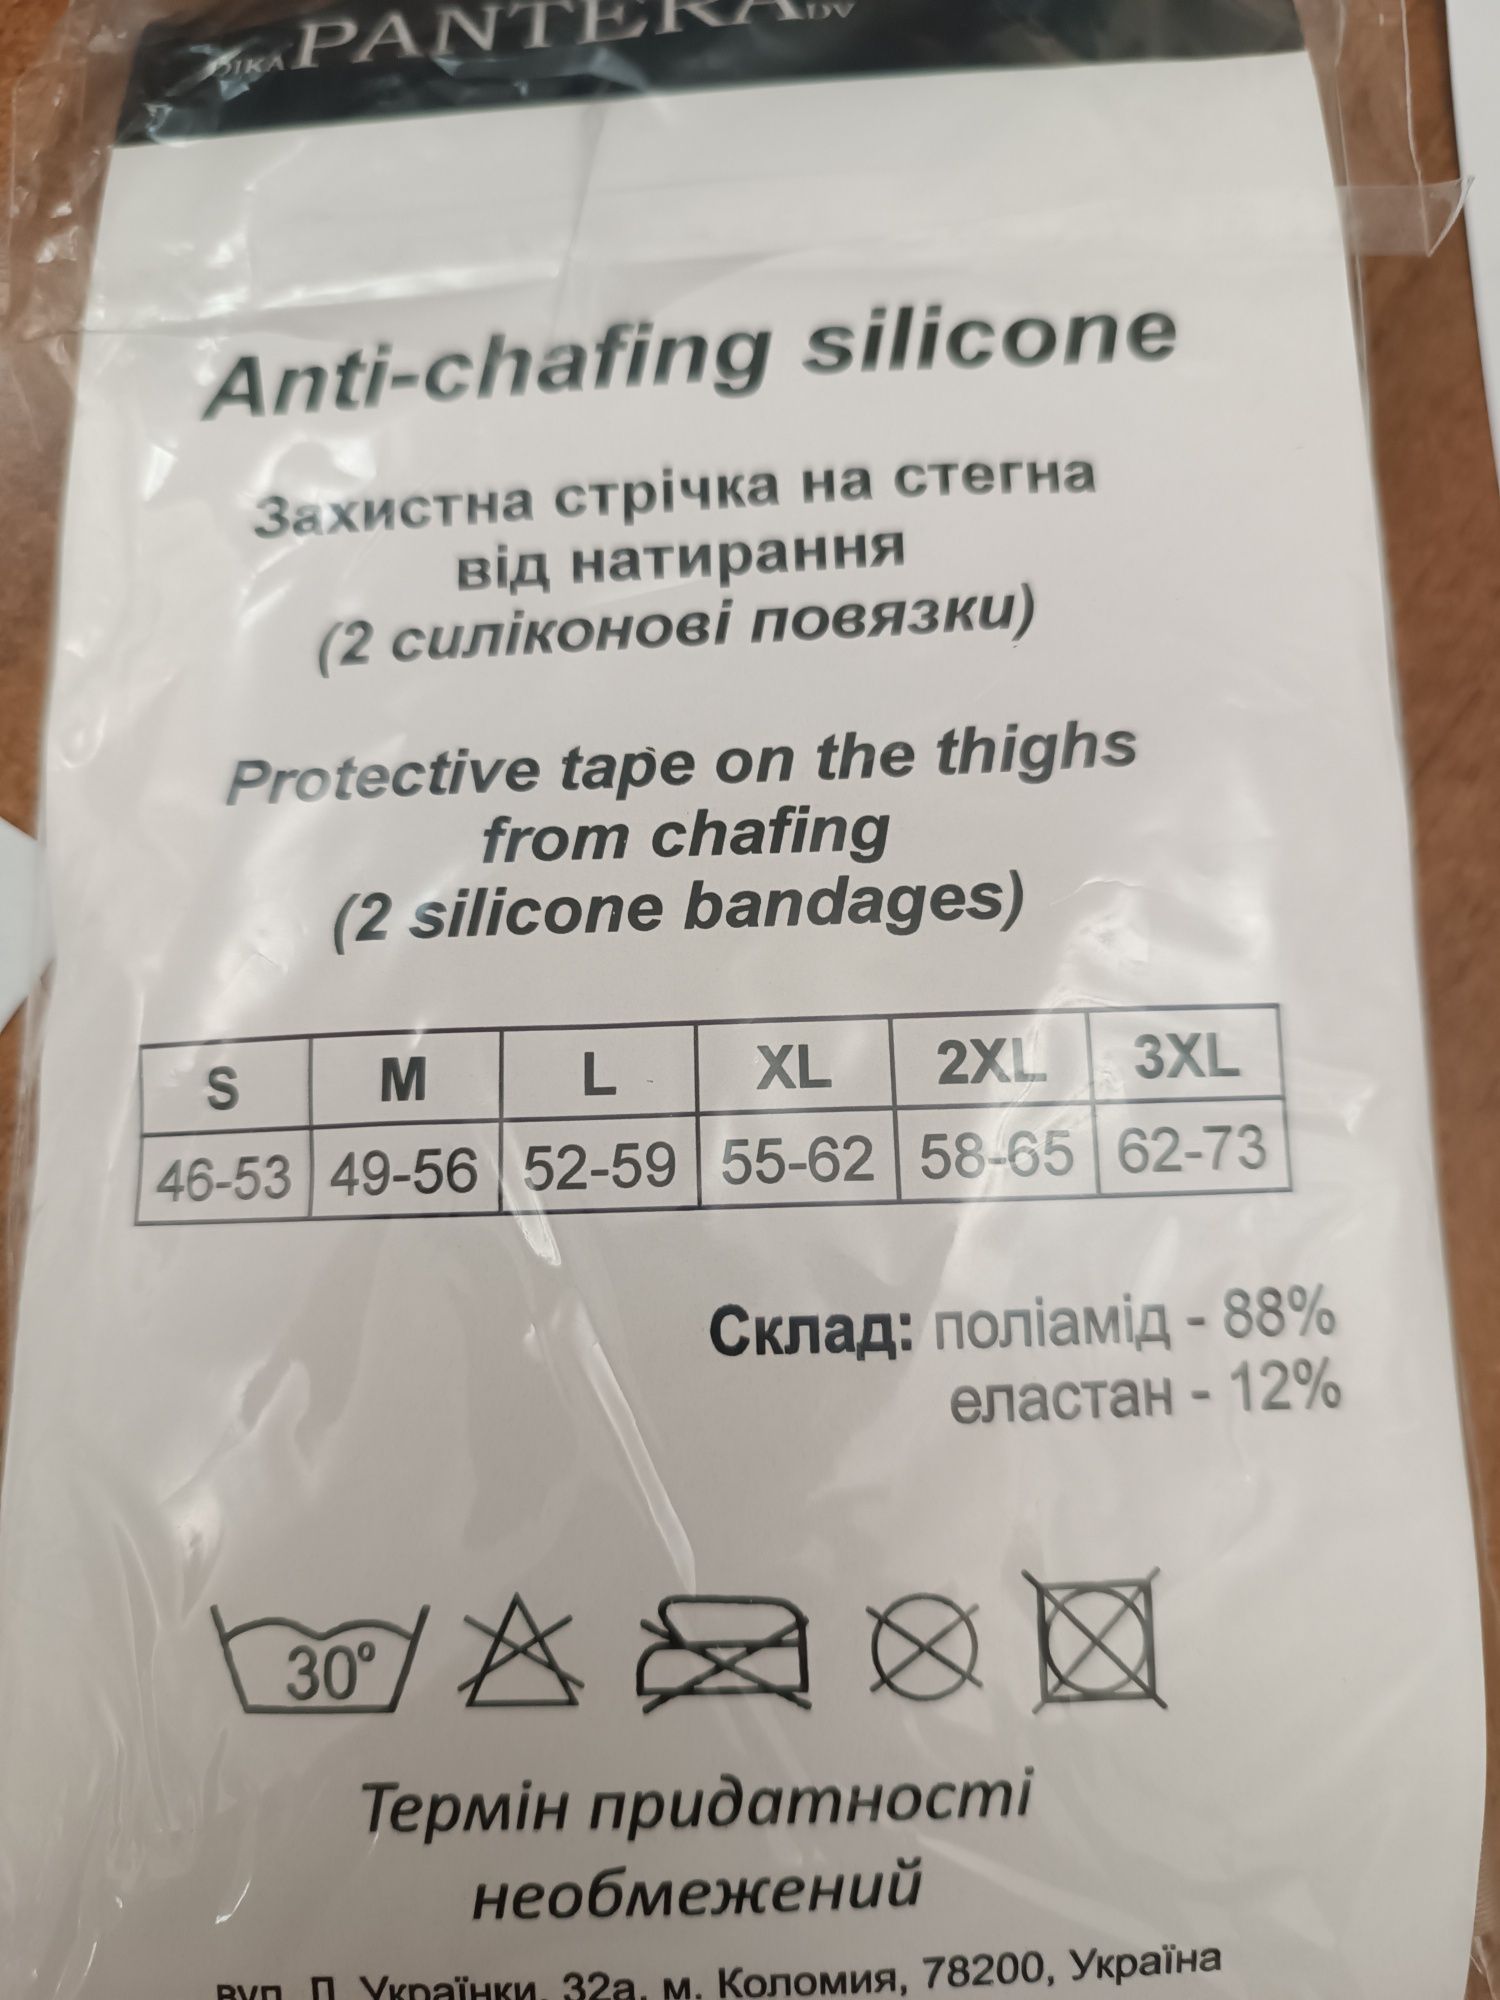 ДІКА PANTERA DV
Anti-chafing silicone
Захистна стрічка на стегна
від натирання
(2 силіконові повязки)
Protective tape on the thighs
from chafing
(2 silicone bandages)
S M L XL 2XL 3XL
46-53 49-56 52-59 55-62 58-65 62-73
Склад: поліамід - 88%
еластан - 12%
30°
Термін придатності
необмежений
вул. Л. Українки, 32а, м. Коломия, 78200, Україна